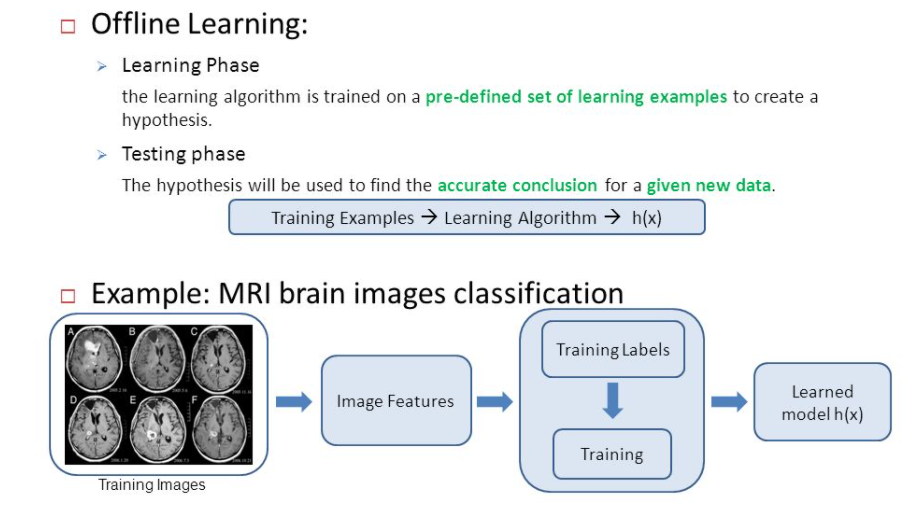 Offline Learning:
Learning Phase
the learning algorithm is trained on a pre-defined set of learning examples to create a
hypothesis.
Testing phase
The hypothesis will be used to find the accurate conclusion for a given new data.
Training Examples → Learning Algorithm → h(x)
Example: MRI brain images classification
A B C
D E F
Training Images
Image Features
Training Labels
Training
Learned
model h(x)